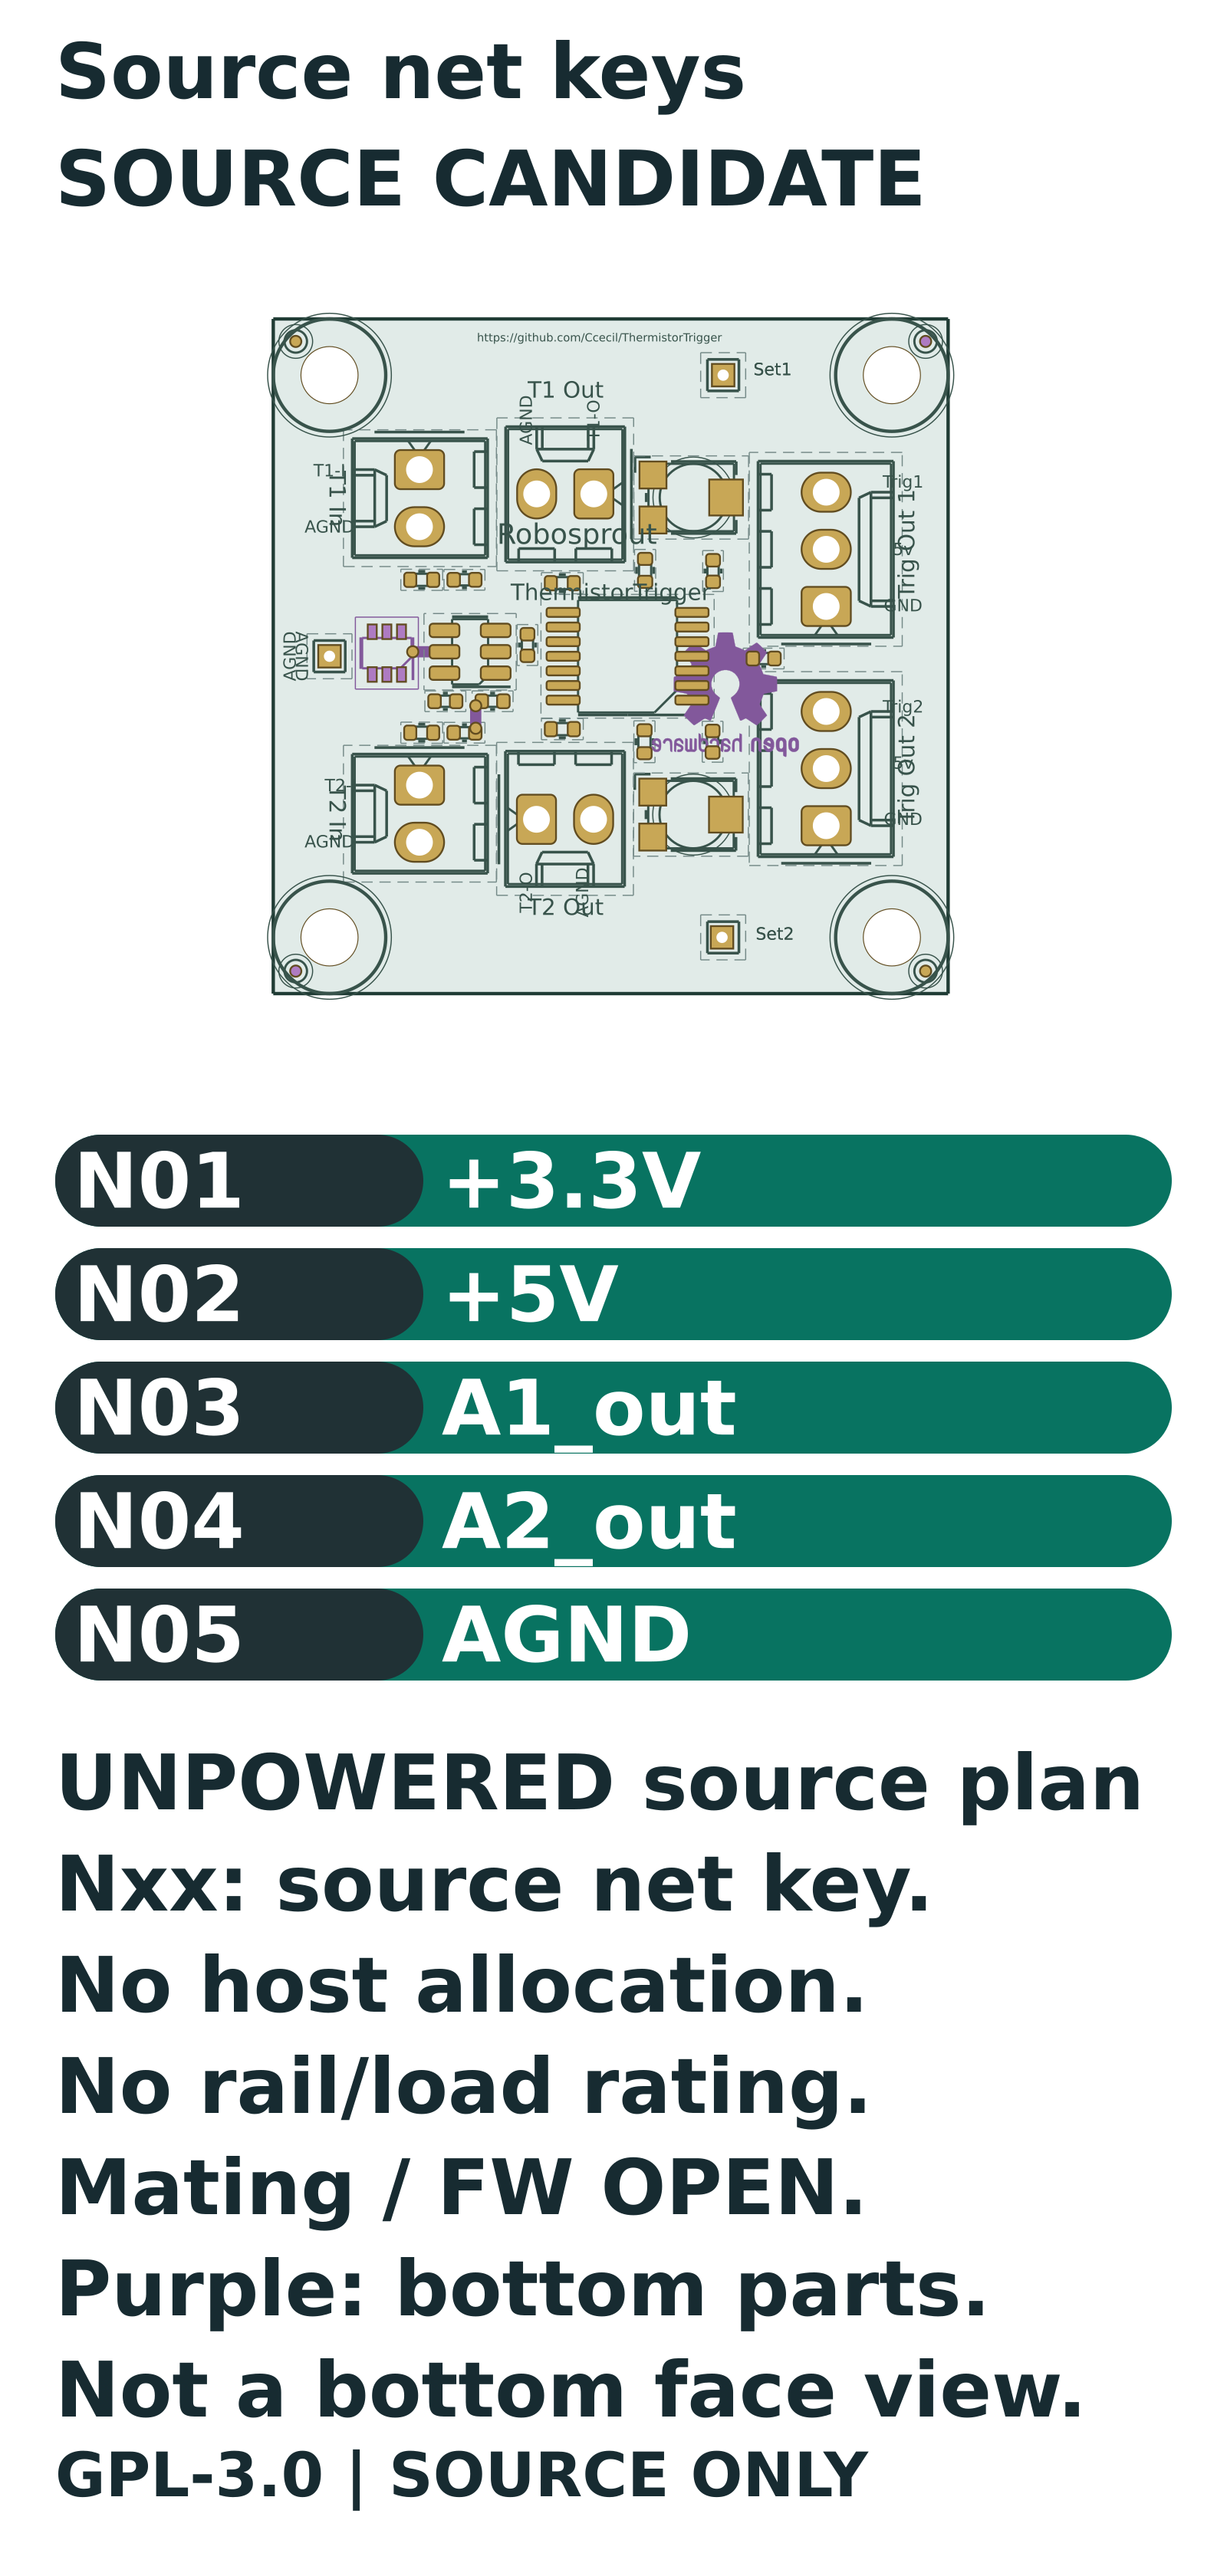 Source net keys
SOURCE CANDIDATE
https://github.com/Ccecil/ThermistorTrigger
Set1
T1 Out
AGND
T1-O
T1-I
T1 In
AGND
Robosprout
ThermistorTrigger
Trig1
Trig Out 1
5V
GND
AGND
AGND
open hardware
Trig2
Trig Out 2
5V
GND
T2 In
AGND
T2-O
AGND
T2 Out
Set2
N01 +3.3V
N02 +5V
N03 A1_out
N04 A2_out
N05 AGND
UNPOWERED source plan
Nxx: source net key.
No host allocation.
No rail/load rating.
Mating / FW OPEN.
Purple: bottom parts.
Not a bottom face view.
GPL-3.0 | SOURCE ONLY